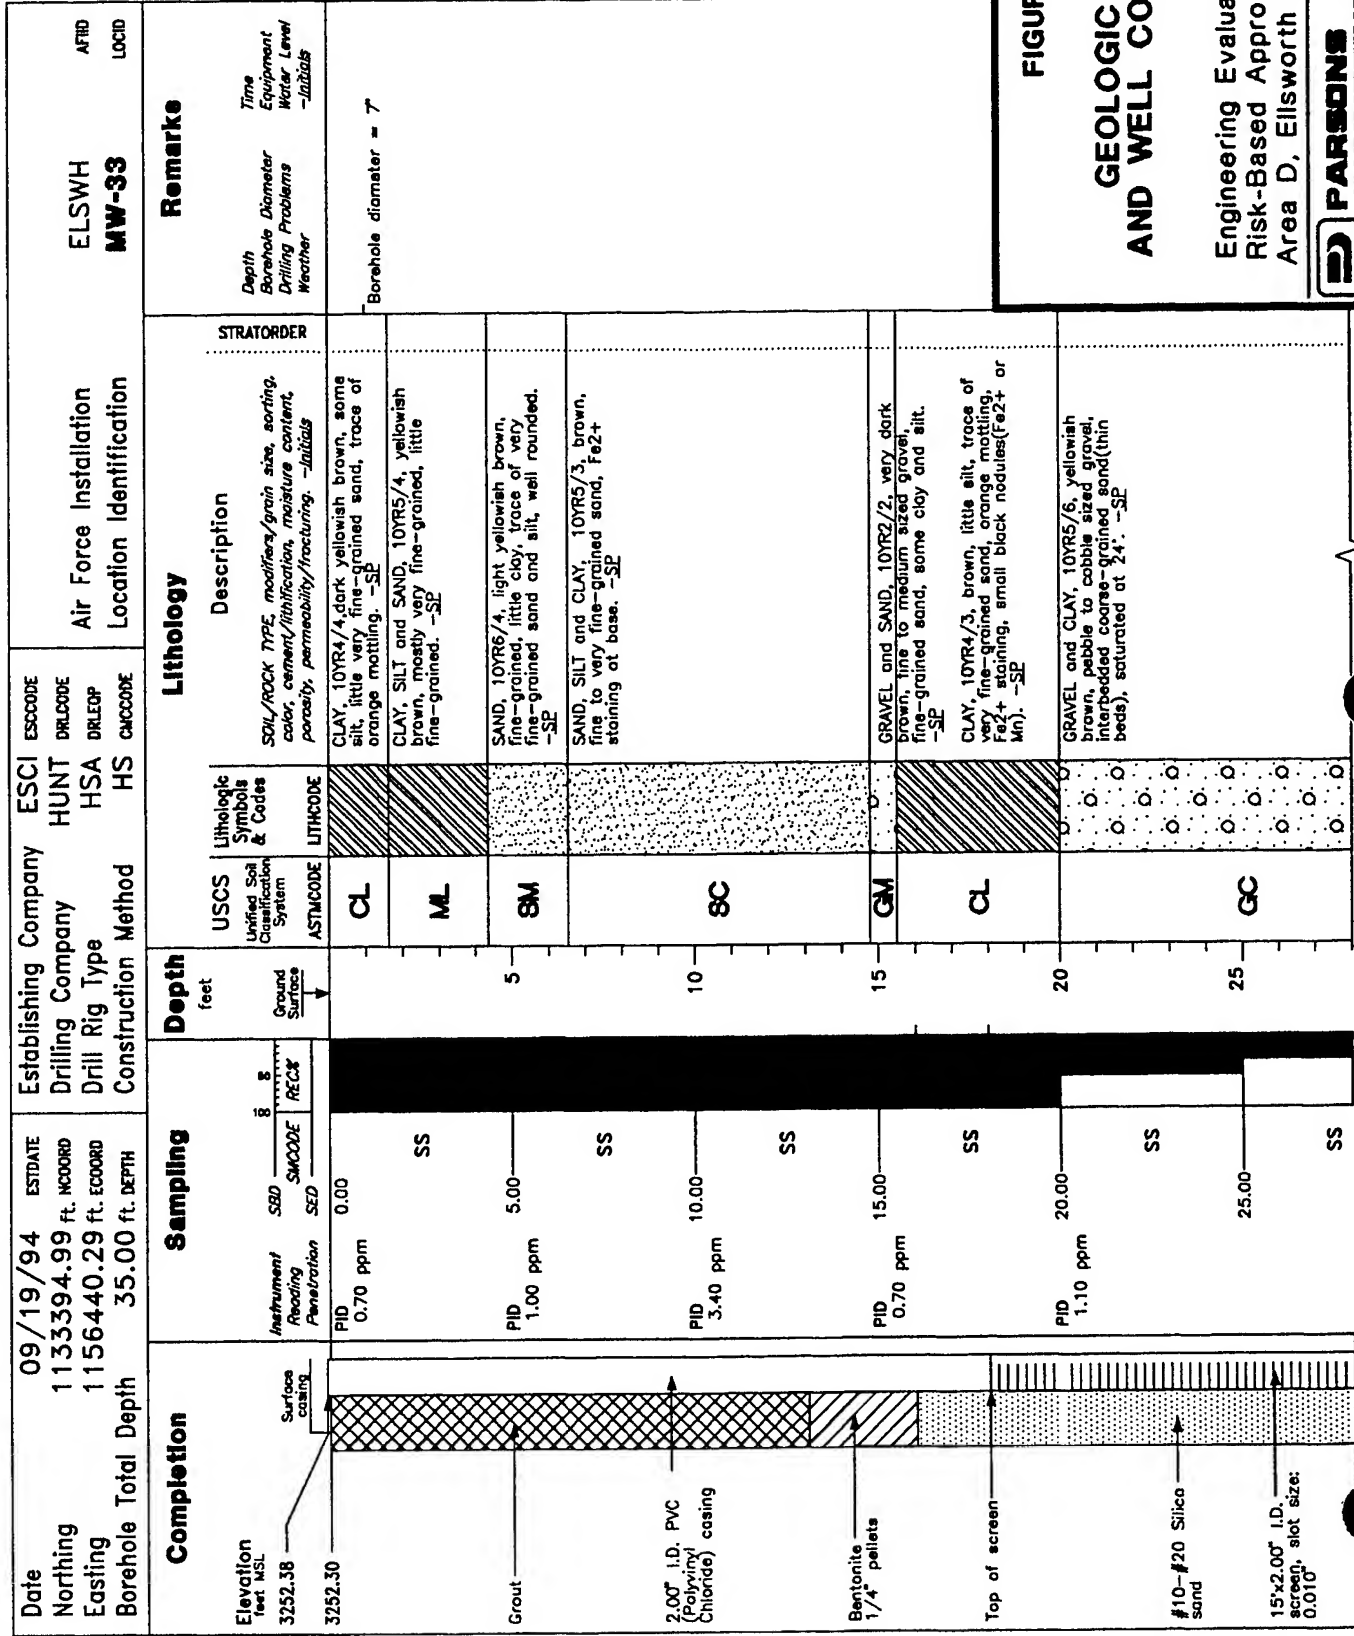 Date 09/19/94 ESTDATE
Northing 113394.99 ft. NCOORD
Easting 1156440.29 ft. ECOORD
Borehole Total Depth 35.00 ft. DEPTH
Establishing Company ESCI ESCCODE
Drilling Company HUNT DRLCODE
Drill Rig Type HSA DRLEQP
Construction Method HS CMCCODE
Air Force Installation ELSWH AFIID
Location Identification MW-33 LOCID
Completion
Sampling
Depth
Lithology
Remarks
Elevation
feet MSL
3252.38
3252.30
Surface
casing
Grout
2.00" I.D. PVC
(Polyvinyl
Chloride) casing
Bentonite
1/4" pellets
Top of screen
#10-#20 Silica
sand
15'x2.00" I.D.
screen, slot size:
0.010"
Instrument
Reading
Penetration
SBD
SMCODE
SED
100
50
REC%
PID
0.70 ppm
PID
1.00 ppm
PID
3.40 ppm
PID
0.70 ppm
PID
1.10 ppm
0.00
SS
5.00
SS
10.00
SS
15.00
SS
20.00
SS
25.00
SS
feet
Ground
Surface
5
10
15
20
25
USCS
Unified Soil
Classification
System
ASTMCODE
CL
ML
SM
SC
GM
CL
GC
Lithologic
Symbols
& Codes
LITHCODE
Description
SOIL/ROCK TYPE, modifiers/grain size, sorting,
color, cement/lithification, moisture content,
porosity, permeability/fracturing. -Initials
STRATORDER
CLAY, 10YR4/4,dark yellowish brown, some
silt, little very fine-grained sand, trace of
orange mottling. -SP
CLAY, SILT and SAND, 10YR5/4, yellowish
brown, mostly very fine-grained, little
fine-grained. -SP
SAND, 10YR6/4, light yellowish brown,
fine-grained, little clay, trace of very
fine-grained sand and silt, well rounded.
-SP
SAND, SILT and CLAY, 10YR5/3, brown,
fine to very fine-grained sand, Fe2+
staining at base. -SP
GRAVEL and SAND, 10YR2/2, very dark
brown, fine to medium sized gravel,
fine-grained sand, some clay and silt.
-SP
CLAY, 10YR4/3, brown, little silt, trace of
very fine-grained sand, orange mottling,
Fe2+ staining, small black nodules(Fe2+ or
Mn). -SP
GRAVEL and CLAY, 10YR5/6, yellowish
brown, pebble to cobble sized gravel,
interbedded coarse-grained sand(thin
beds), saturated at 24'. -SP
Depth Time
Borehole Diameter Equipment
Drilling Problems Water Level
Weather -Initials
Borehole diameter = 7"
FIGUR
GEOLOGIC
AND WELL CO
Engineering Evalua
Risk-Based Appro
Area D, Ellsworth
PARSONS